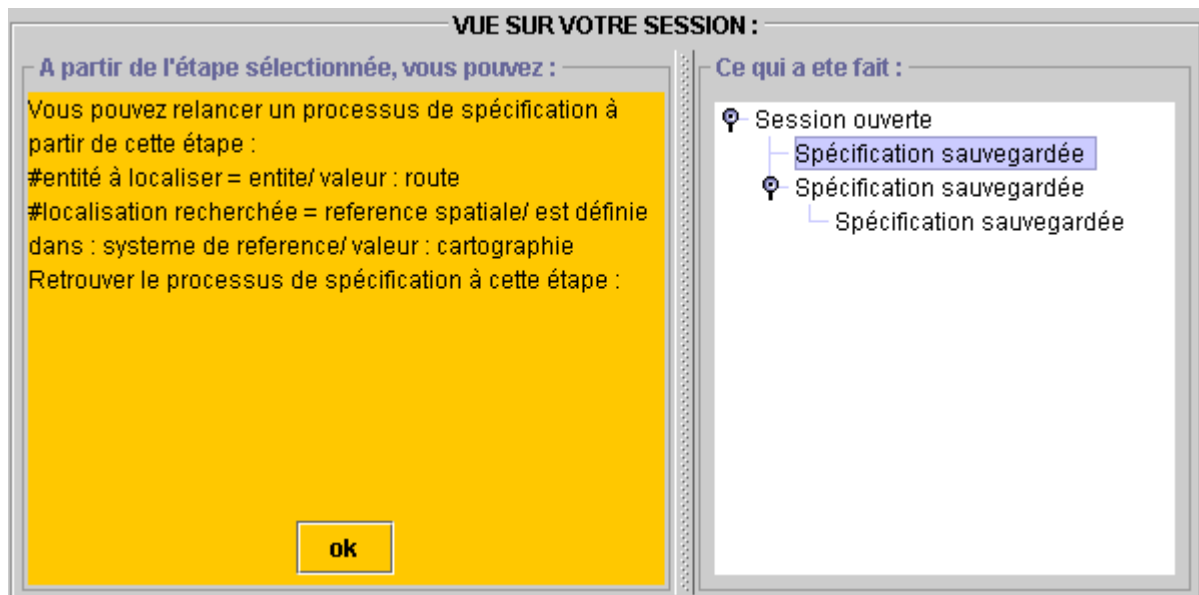 VUE SUR VOTRE SESSION :
A partir de l'étape sélectionnée, vous pouvez :
Vous pouvez relancer un processus de spécification à
partir de cette étape :
#entité à localiser = entite/ valeur : route
#localisation recherchée = reference spatiale/ est définie
dans : systeme de reference/ valeur : cartographie
Retrouver le processus de spécification à cette étape :
ok
Ce qui a ete fait :
Session ouverte
Spécification sauvegardée
Spécification sauvegardée
Spécification sauvegardée